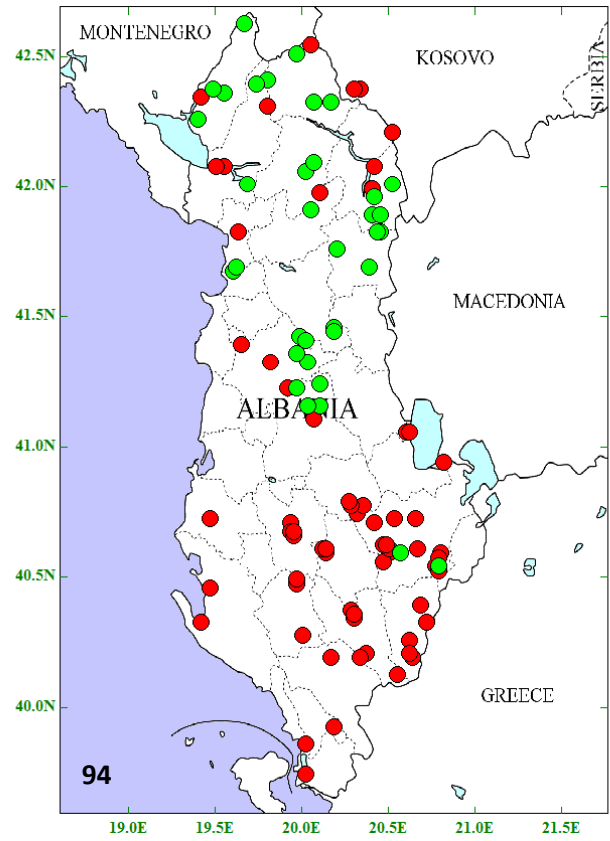 MONTENEGRO
KOSOVO
SERBIA
MACEDONIA
ALBANIA
GREECE
94
42.5N
42.0N
41.5N
41.0N
40.5N
40.0N
19.0E 19.5E 20.0E 20.5E 21.0E 21.5E